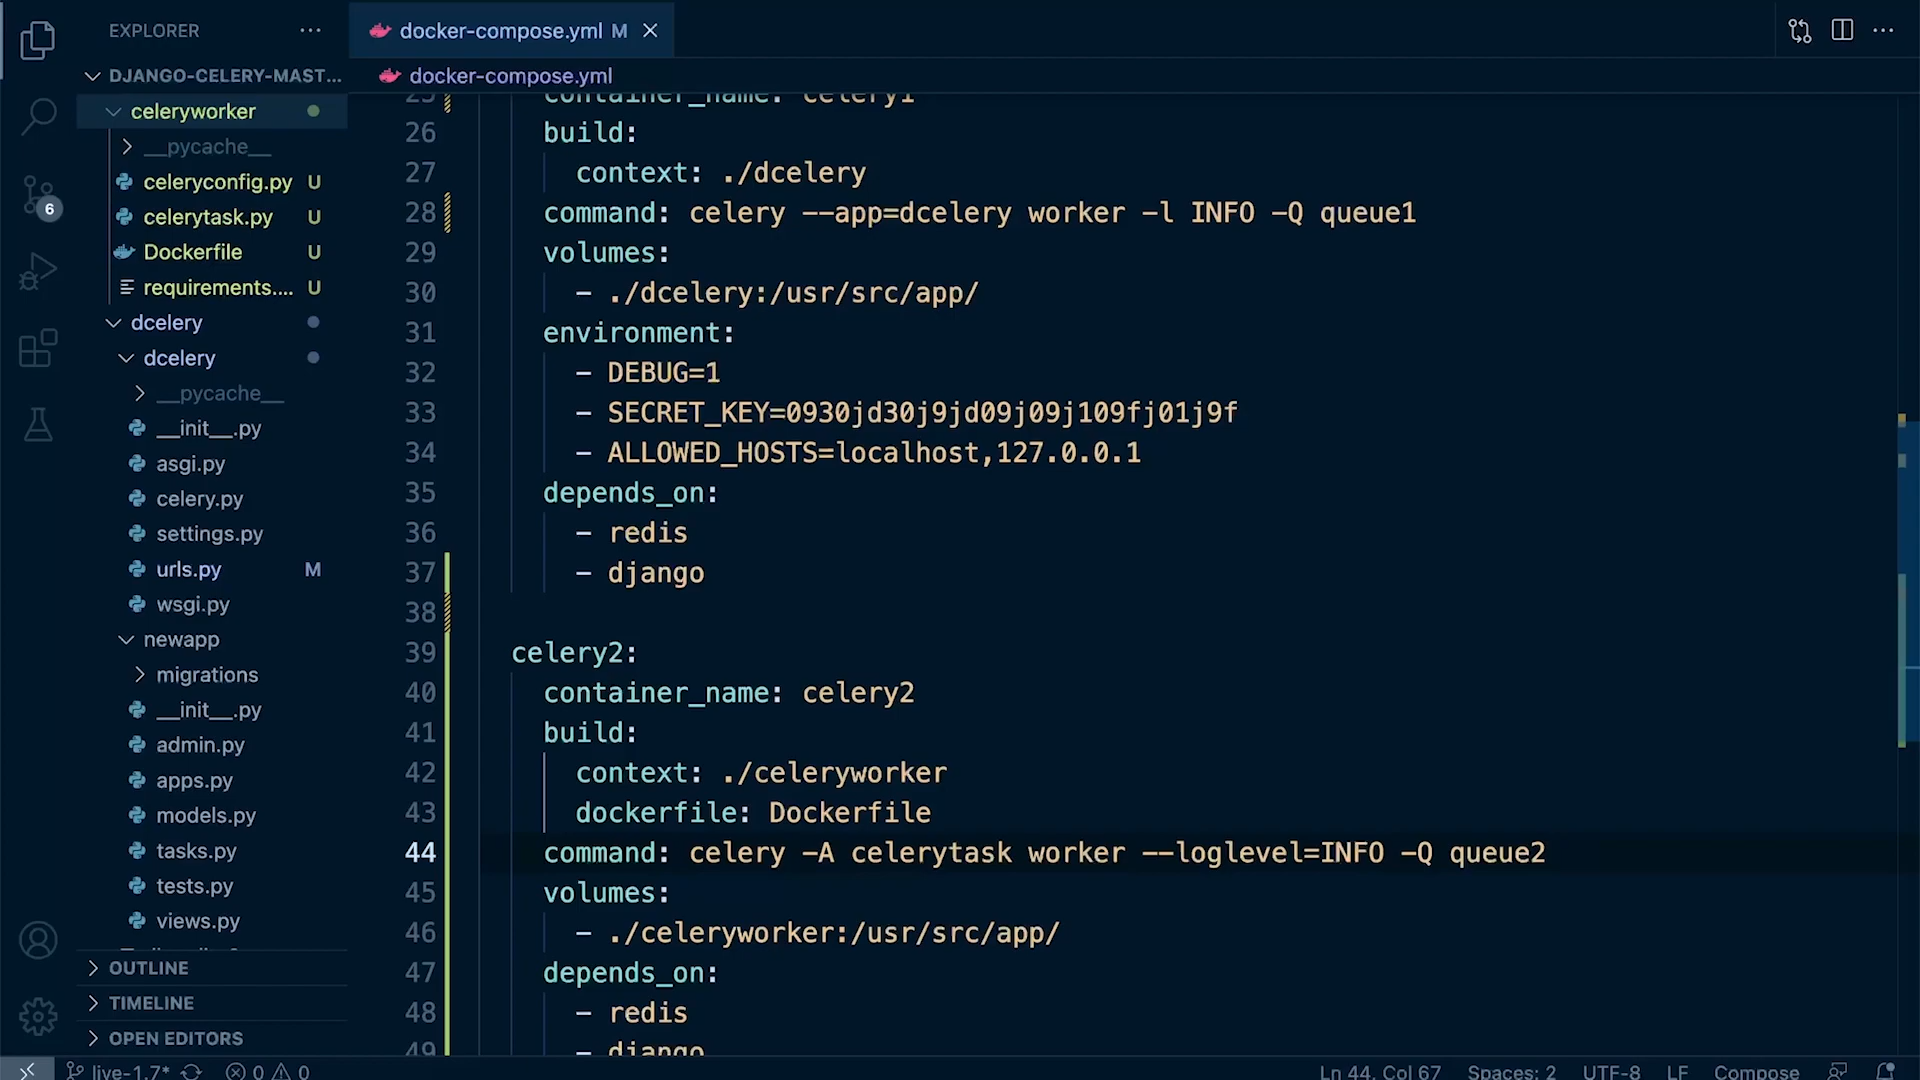 EXPLORER
DJANGO-CELERY-MAST...
celeryworker
__pycache__
celeryconfig.py U
celerytask.py U
Dockerfile U
requirements.... U
dcelery
dcelery
__pycache__
__init__.py
asgi.py
celery.py
settings.py
urls.py M
wsgi.py
newapp
migrations
__init__.py
admin.py
apps.py
models.py
tasks.py
tests.py
views.py
OUTLINE
TIMELINE
OPEN EDITORS
6
docker-compose.yml M
docker-compose.yml
25 container_name: celery1
26 build:
27 context: ./dcelery
28 command: celery --app=dcelery worker -l INFO -Q queue1
29 volumes:
30 - ./dcelery:/usr/src/app/
31 environment:
32 - DEBUG=1
33 - SECRET_KEY=0930jd30j9jd09j09j109fj01j9f
34 - ALLOWED_HOSTS=localhost,127.0.0.1
35 depends_on:
36 - redis
37 - django
38
39 celery2:
40 container_name: celery2
41 build:
42 context: ./celeryworker
43 dockerfile: Dockerfile
44 command: celery -A celerytask worker --loglevel=INFO -Q queue2
45 volumes:
46 - ./celeryworker:/usr/src/app/
47 depends_on:
48 - redis
49 - django
live-1.7* 0 0
Ln 44, Col 67 Spaces: 2 UTF-8 LF Compose